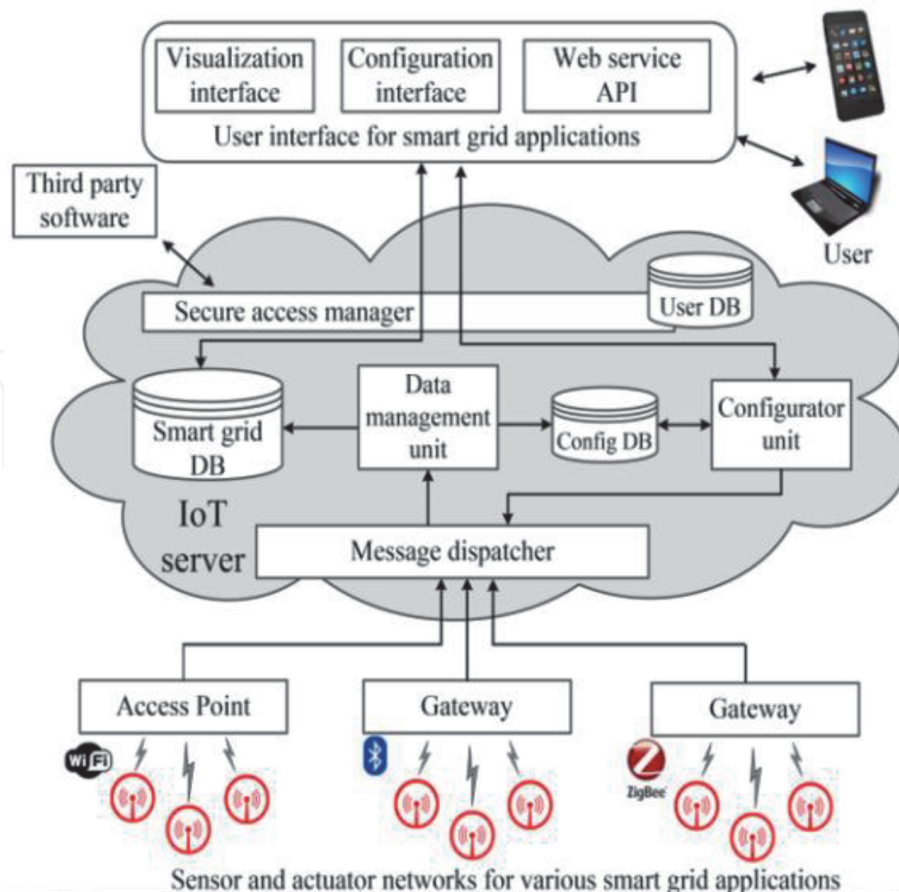 Visualization
interface
Configuration
interface
Web service
API
User interface for smart grid applications
Third party
software
User
Secure access manager
User DB
Smart grid
DB
Data
management
unit
Config DB
Configurator
unit
IoT
server
Message dispatcher
Access Point
Gateway
Gateway
WiFi
ZigBee
Sensor and actuator networks for various smart grid applications